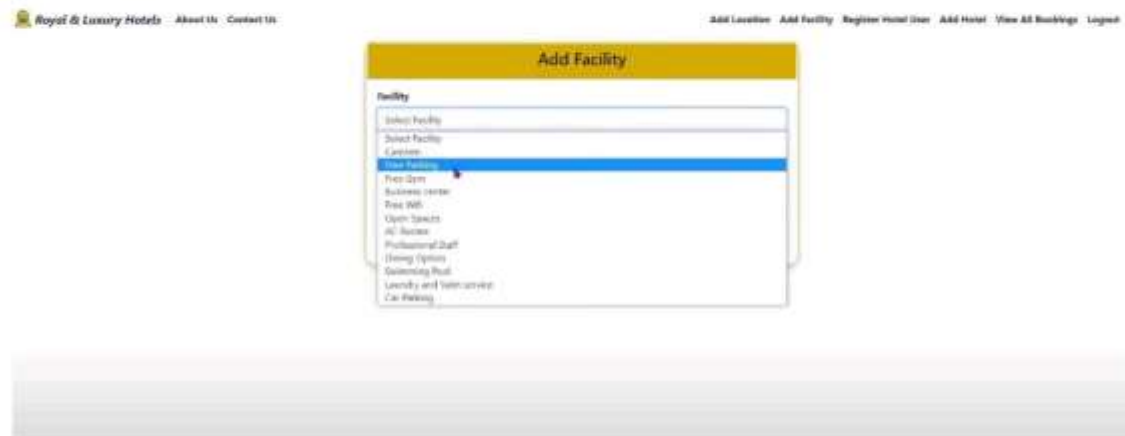 Royal & Luxury Hotels About Us Contact Us Add Location Add Facility Register Hotel User Add Hotel View All Bookings Logout
Add Facility
Facility
Select Facility
Select Facility
Canteen
Free Parking
Free Gym
Business center
Free Wifi
Open Spaces
AC Rooms
Professional Staff
Dining Option
Swimming Pool
Laundry and Valet service
Car Parking